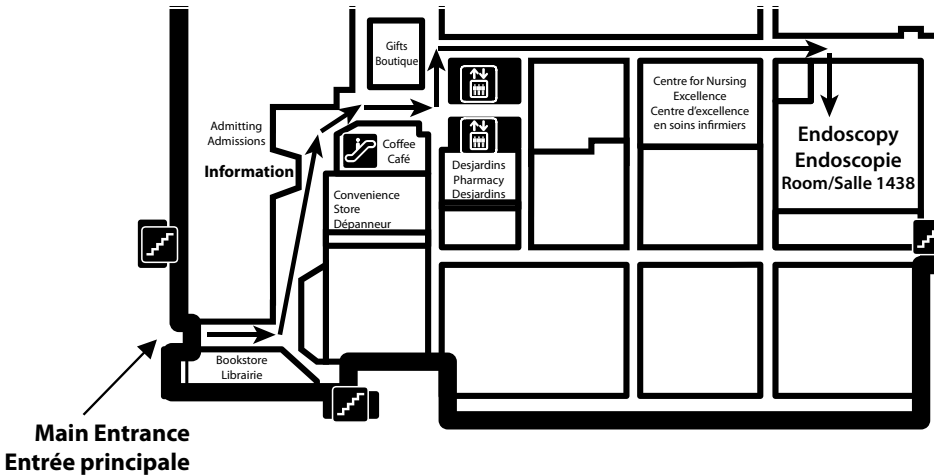 Gifts
Boutique
Centre for Nursing
Excellence
Centre d'excellence
en soins infirmiers
Admitting
Admissions
Information
Coffee
Café
Endoscopy
Endoscopie
Room/Salle 1438
Desjardins
Pharmacy
Desjardins
Convenience
Store
Dépanneur
Bookstore
Librairie
Main Entrance
Entrée principale